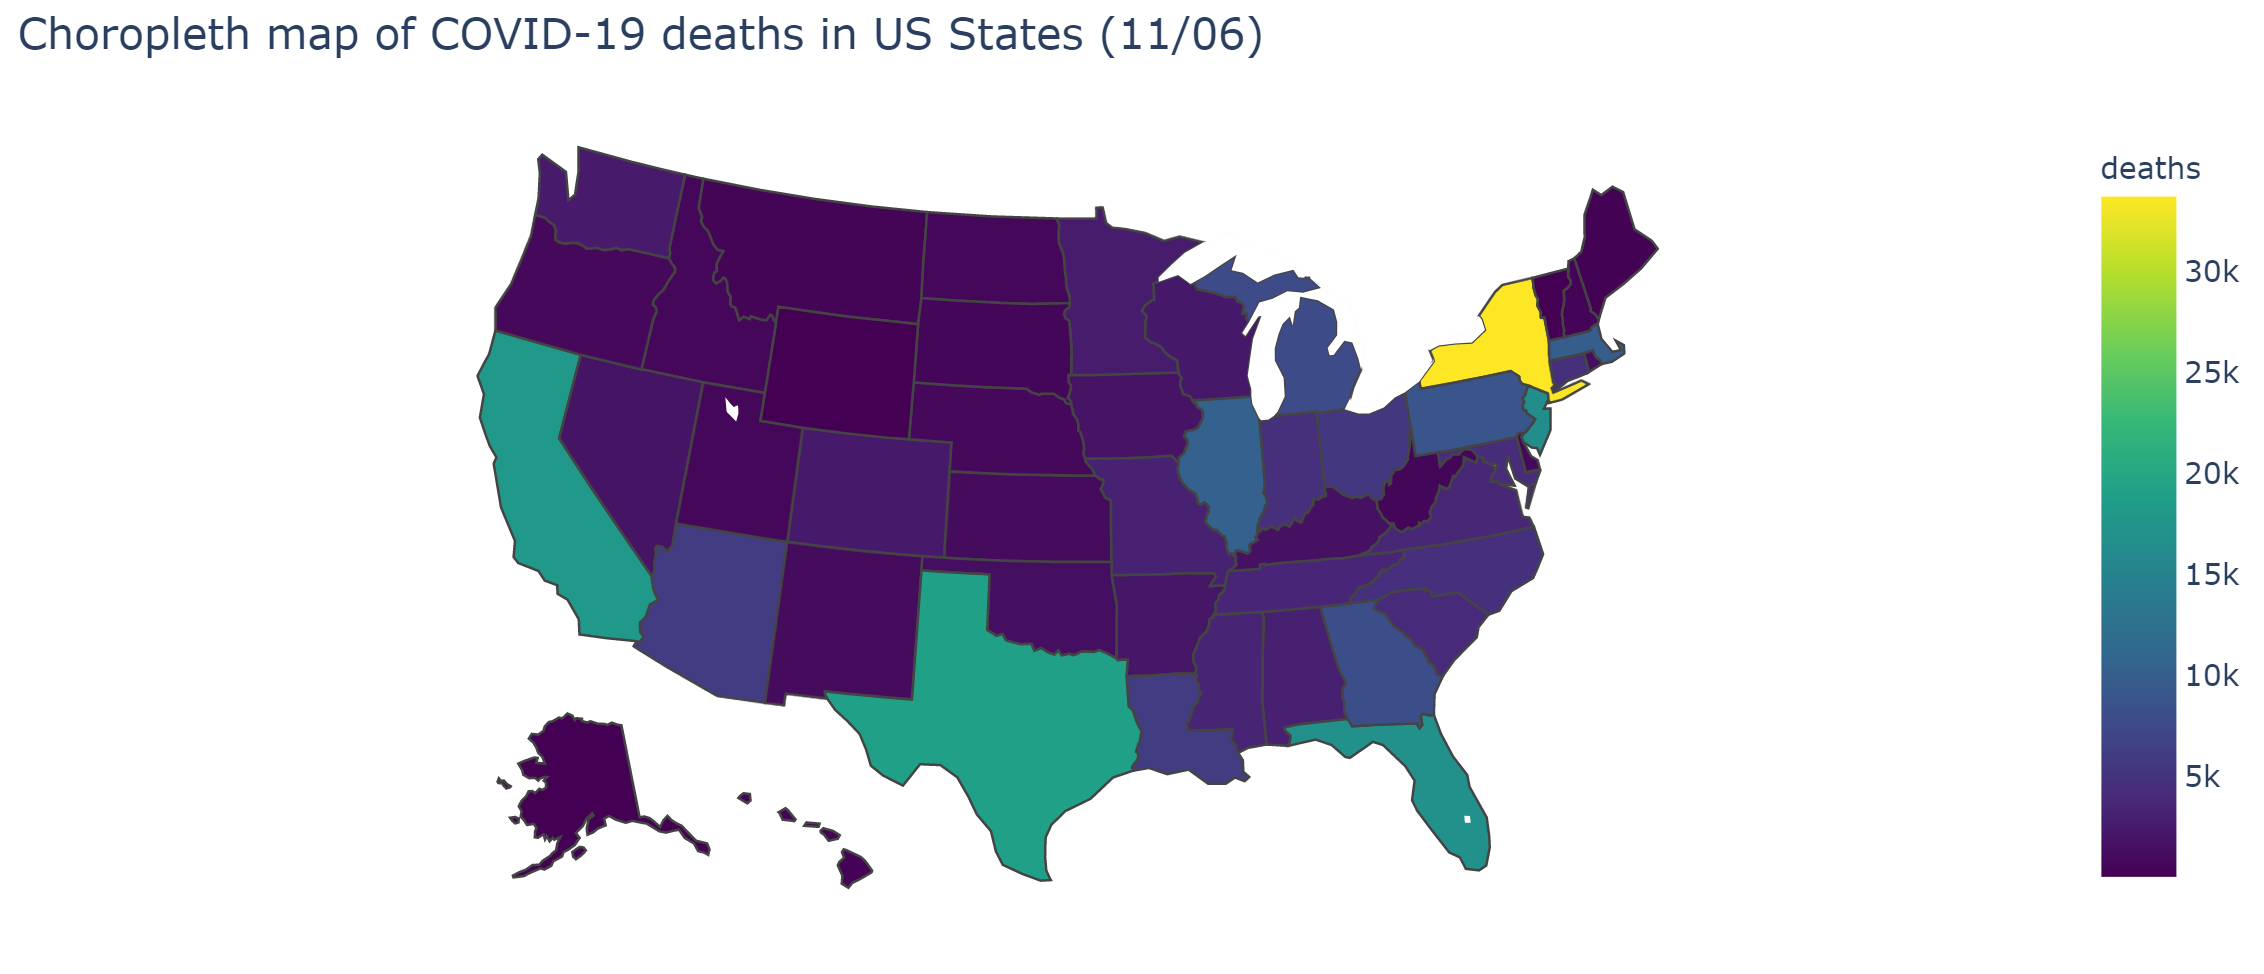 Choropleth map of COVID-19 deaths in US States (11/06)
deaths
30k
25k
20k
15k
10k
5k